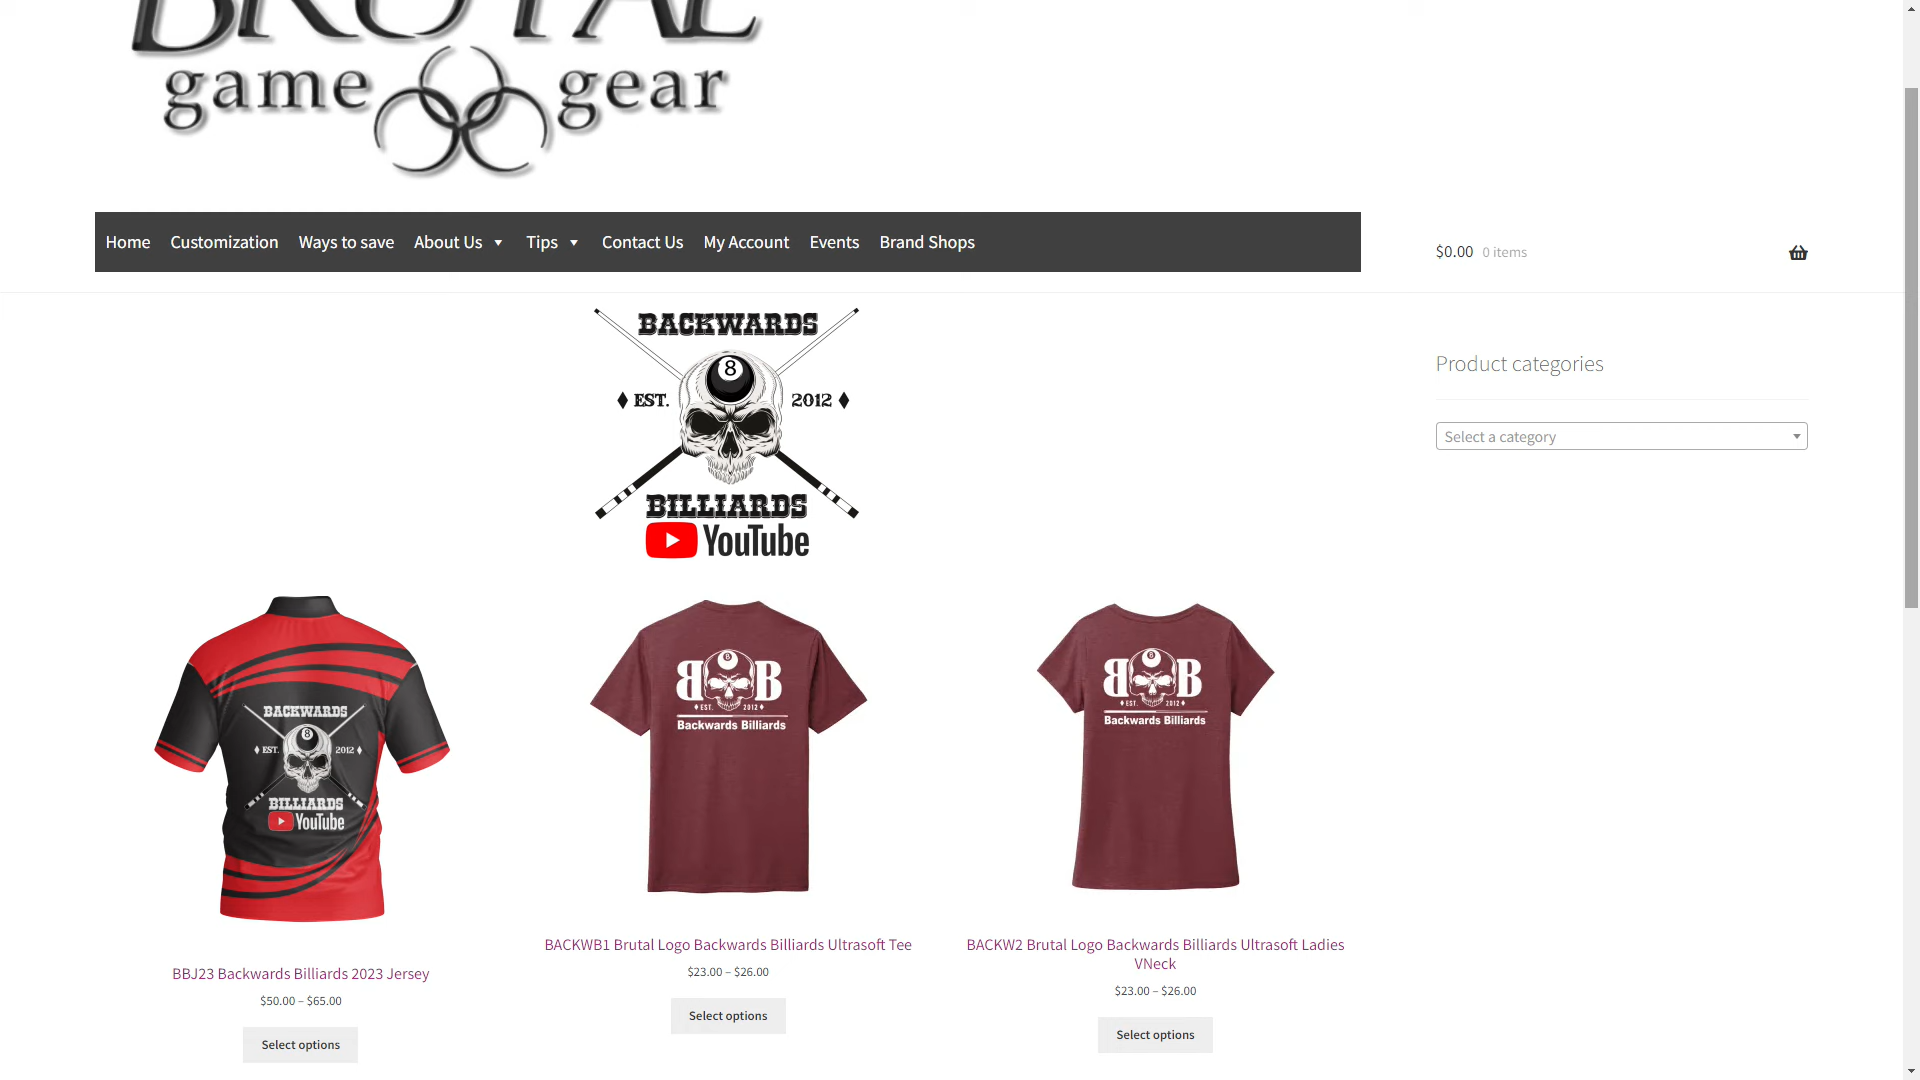 BRUTAL
game gear
Home Customization Ways to save About Us Tips Contact Us My Account Events Brand Shops
$0.00 0 items
BACKWARDS
8
EST. 2012
BILLIARDS
YouTube
Product categories
Select a category
BACKWARDS
8
EST. 2012
BILLIARDS
YouTube
BBJ23 Backwards Billiards 2023 Jersey
$50.00 – $65.00
Select options
B 8 B
EST. 2012
Backwards Billiards
BACKWB1 Brutal Logo Backwards Billiards Ultrasoft Tee
$23.00 – $26.00
Select options
B 8 B
EST. 2012
Backwards Billiards
BACKW2 Brutal Logo Backwards Billiards Ultrasoft Ladies
VNeck
$23.00 – $26.00
Select options